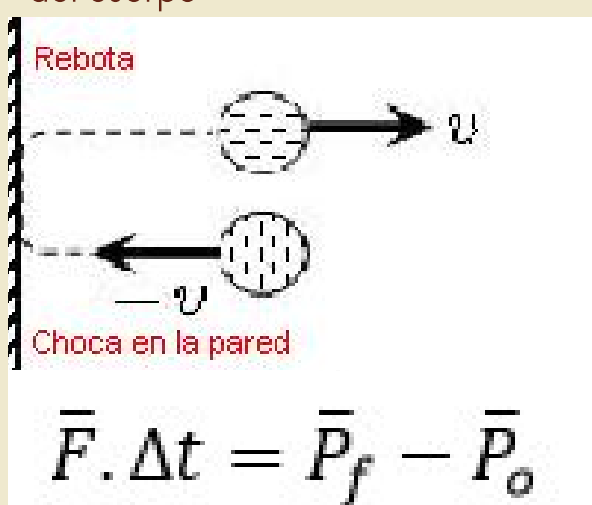 Rebota
v
— v
Choca en la pared
F̅ . Δt = P̅f − P̅o